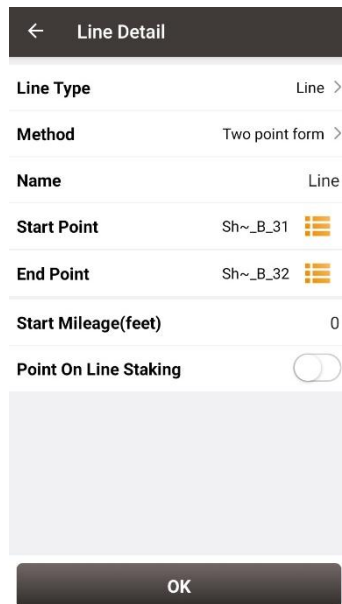 Line Detail
Line Type Line
Method Two point form
Name Line
Start Point Sh~_B_31
End Point Sh~_B_32
Start Mileage(feet) 0
Point On Line Staking
OK